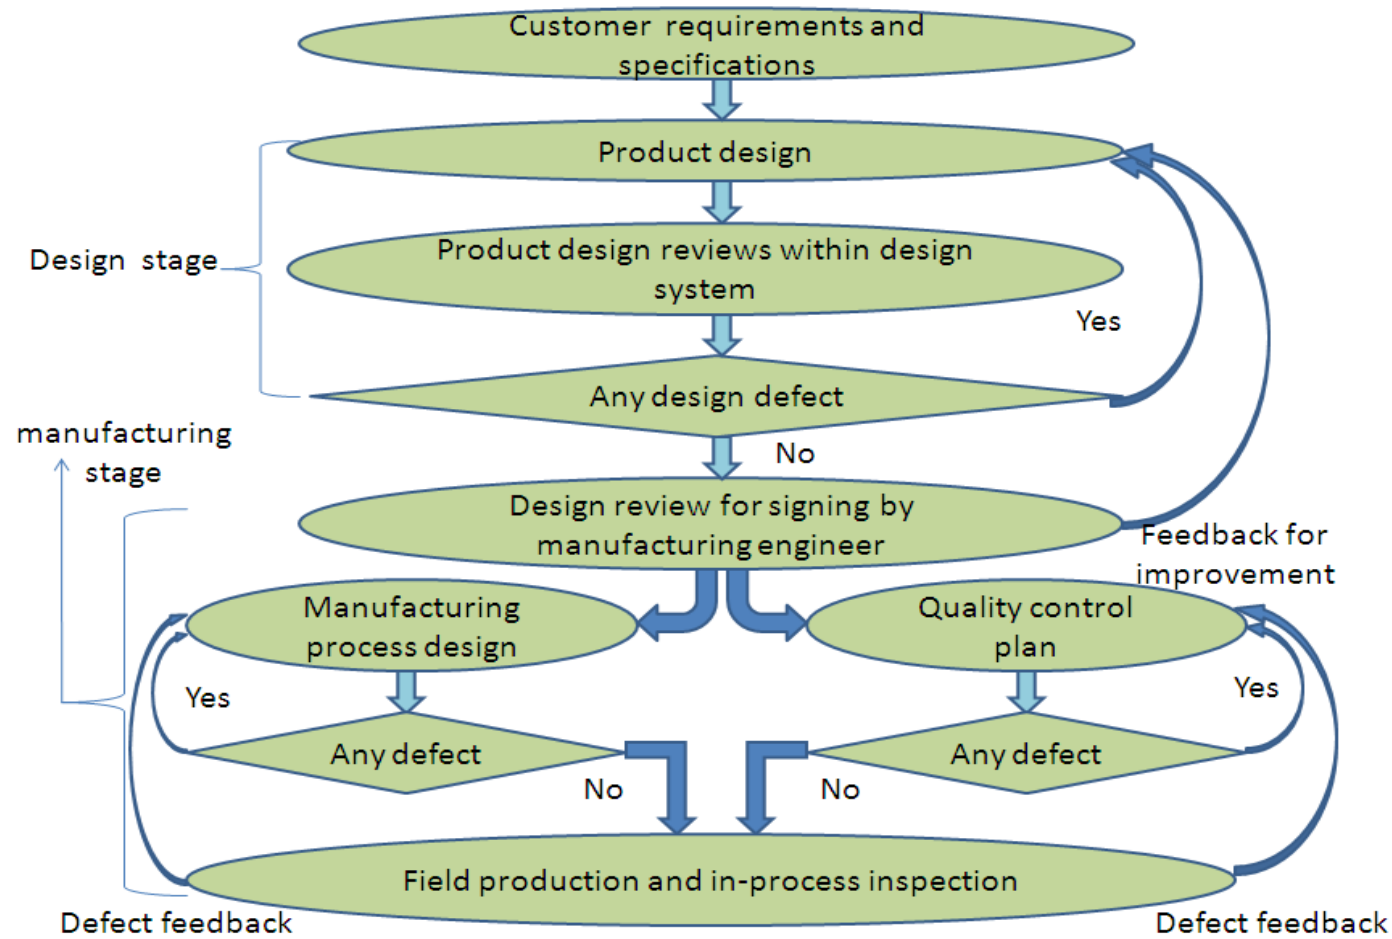 Customer requirements and
specifications
Product design
Design stage
Product design reviews within design
system
Yes
Any design defect
manufacturing
stage
No
Design review for signing by
manufacturing engineer
Feedback for
improvement
Manufacturing
process design
Quality control
plan
Yes
Yes
Any defect
Any defect
No
No
Field production and in-process inspection
Defect feedback
Defect feedback